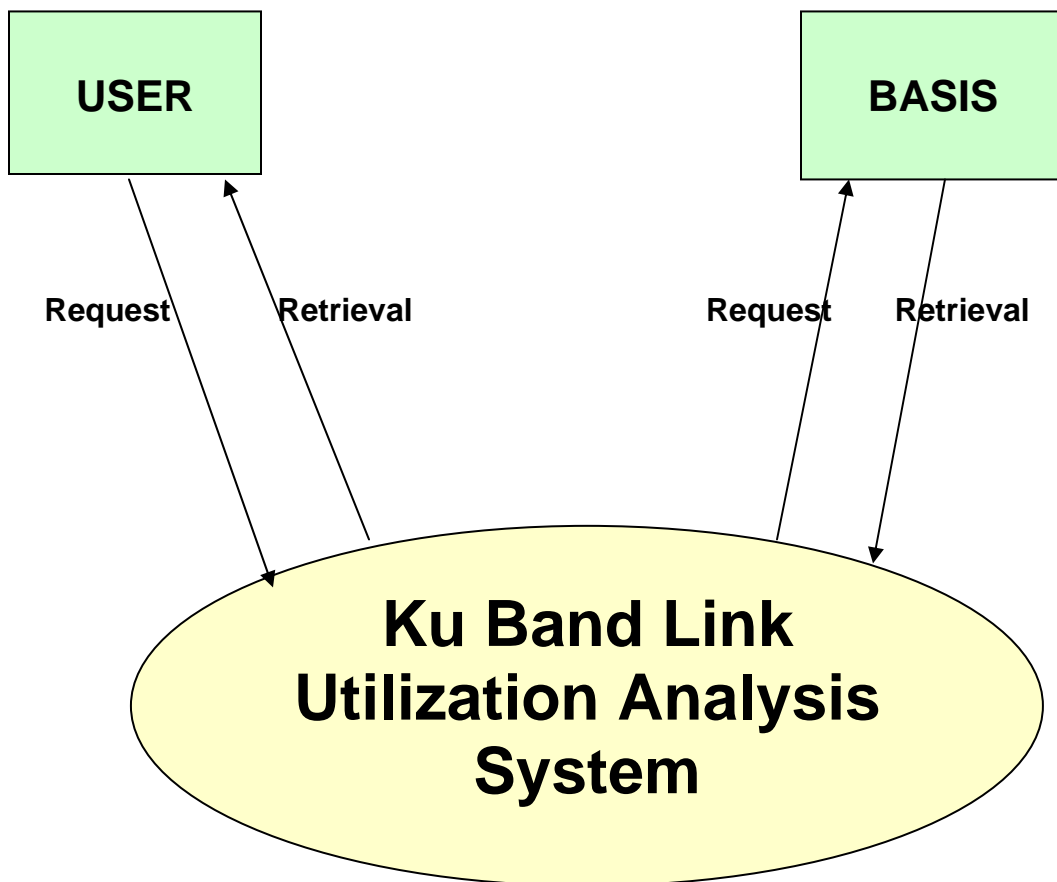 USER
BASIS
Request
Retrieval
Request
Retrieval
Ku Band Link
Utilization Analysis
System